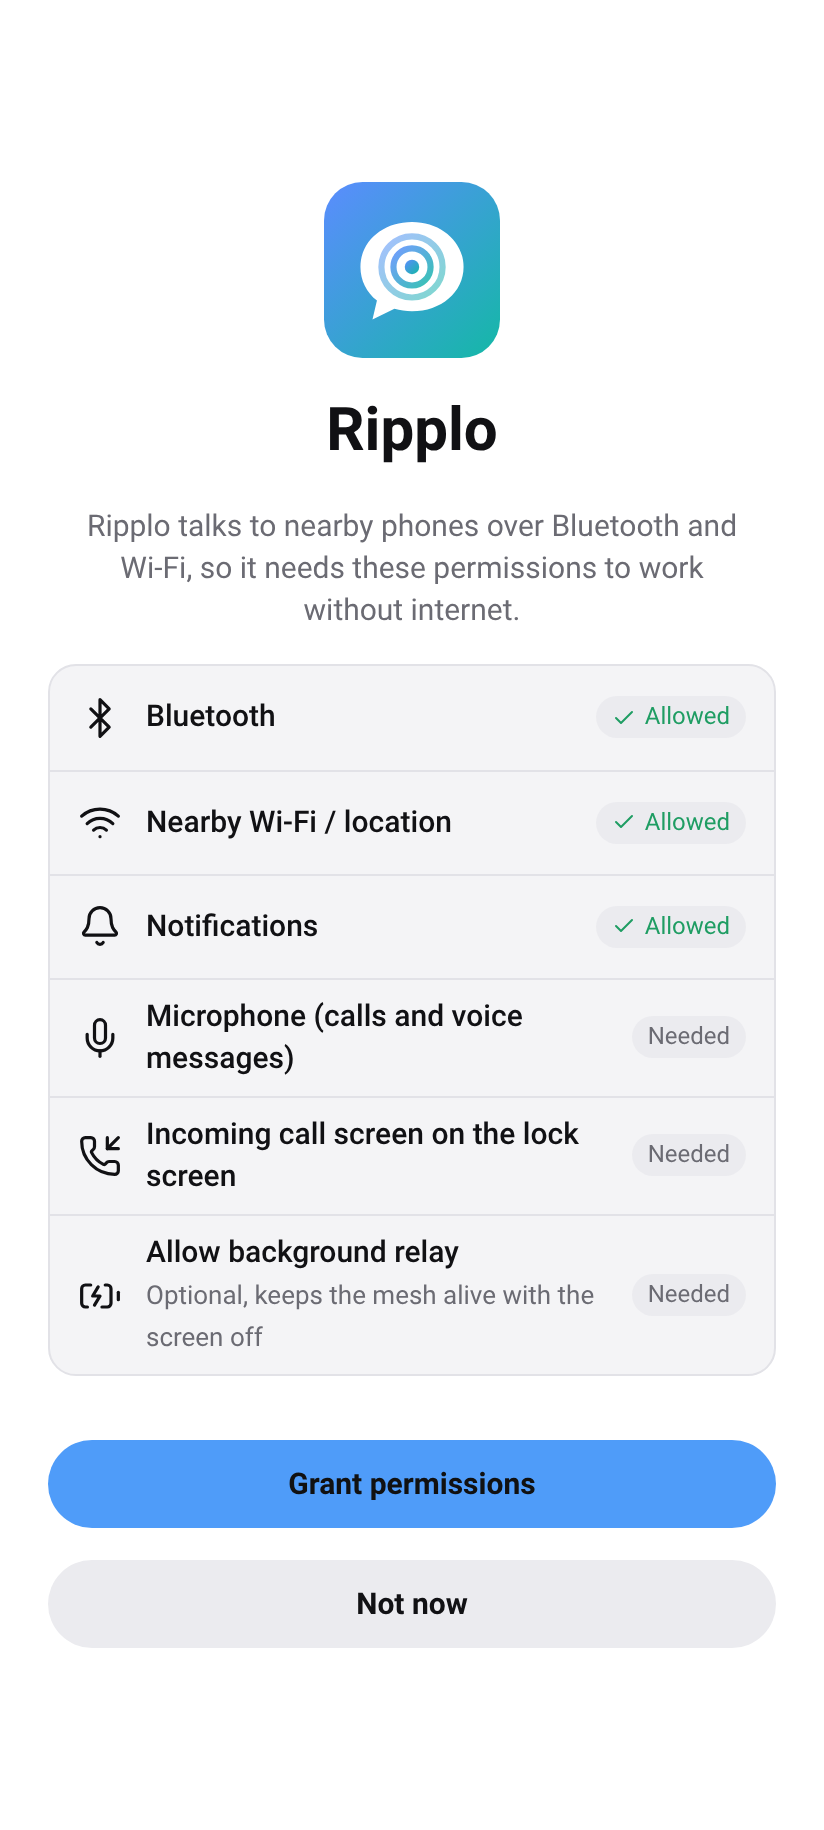 Ripplo
Ripplo talks to nearby phones over Bluetooth and
Wi-Fi, so it needs these permissions to work
without internet.
Bluetooth
Allowed
Nearby Wi-Fi / location
Allowed
Notifications
Allowed
Microphone (calls and voice
messages)
Needed
Incoming call screen on the lock
screen
Needed
Allow background relay
Optional, keeps the mesh alive with the
screen off
Needed
Grant permissions
Not now